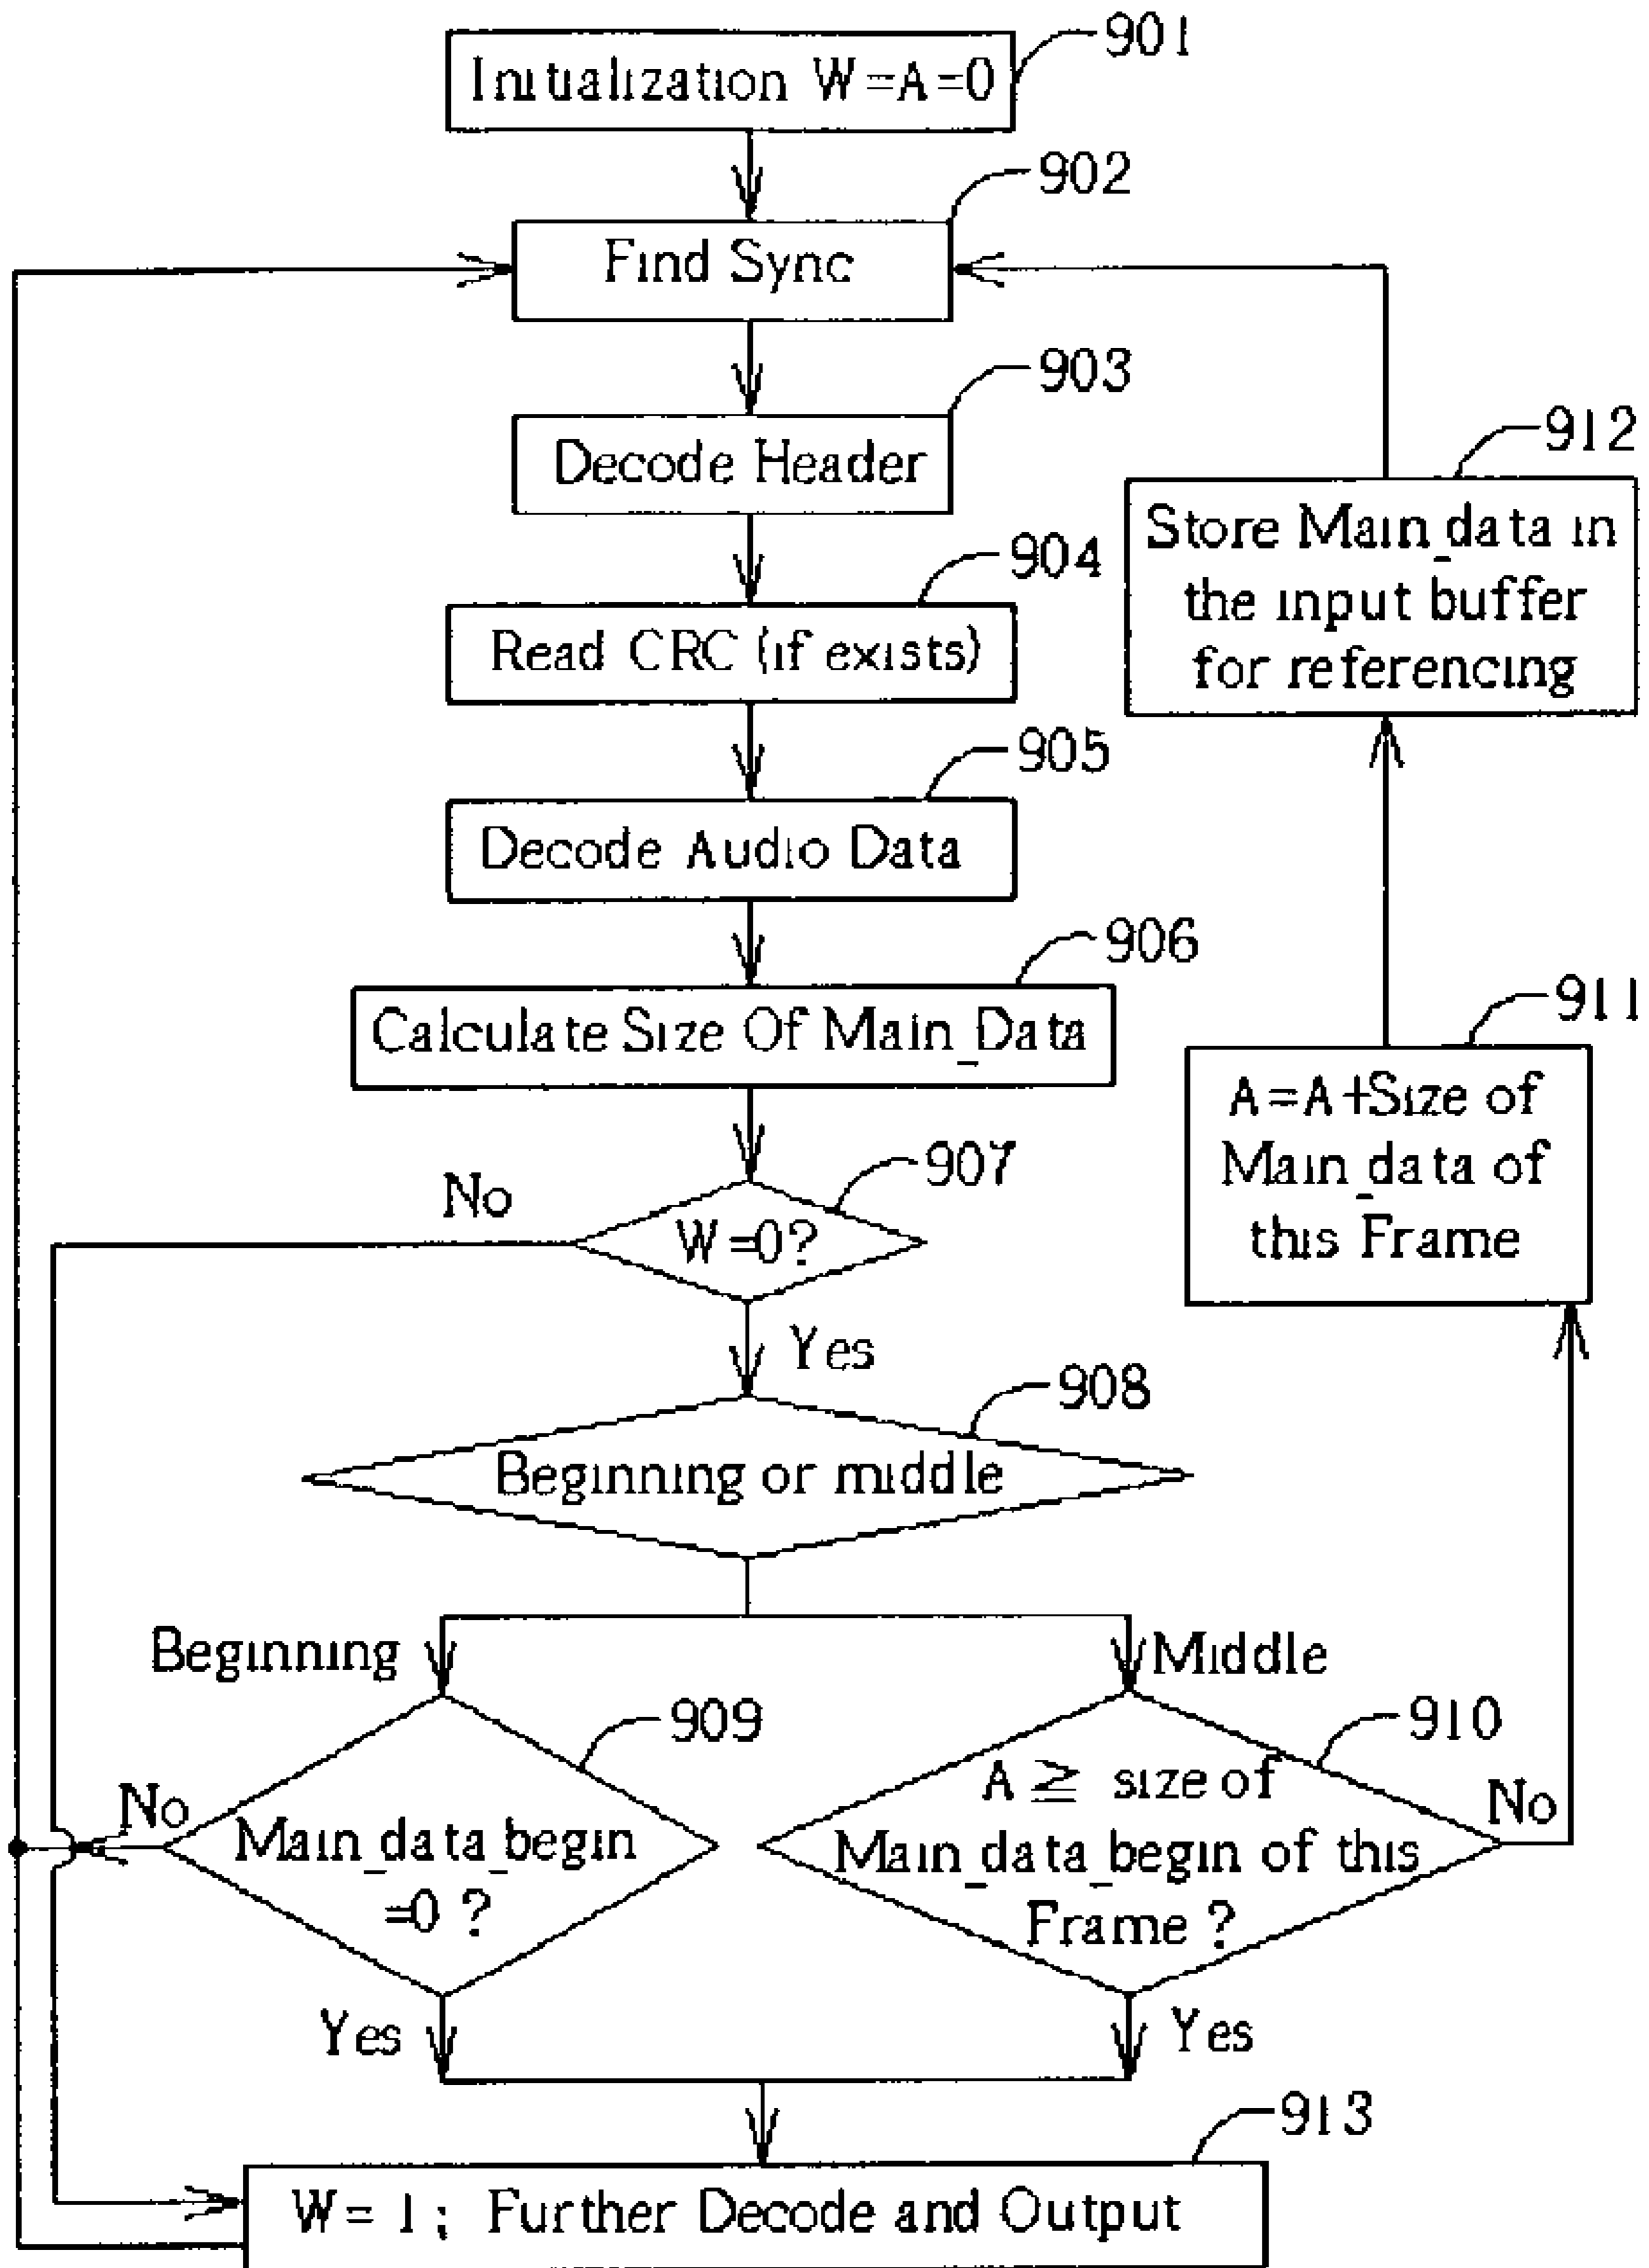 901
Initialization W=A=0
902
Find Sync
903
Decode Header
912
Store Main_data in
the input buffer
for referencing
904
Read CRC (if exists)
905
Decode Audio Data
906
Calculate Size Of Main_Data
911
A=A+Size of
Main_data of
this Frame
907
No
W=0?
Yes
908
Beginning or middle
Beginning
Middle
909
No
Main_data_begin
=0 ?
910
A ≧ size of
Main_data_begin of this
Frame ?
No
Yes
Yes
913
W= 1 ; Further Decode and Output